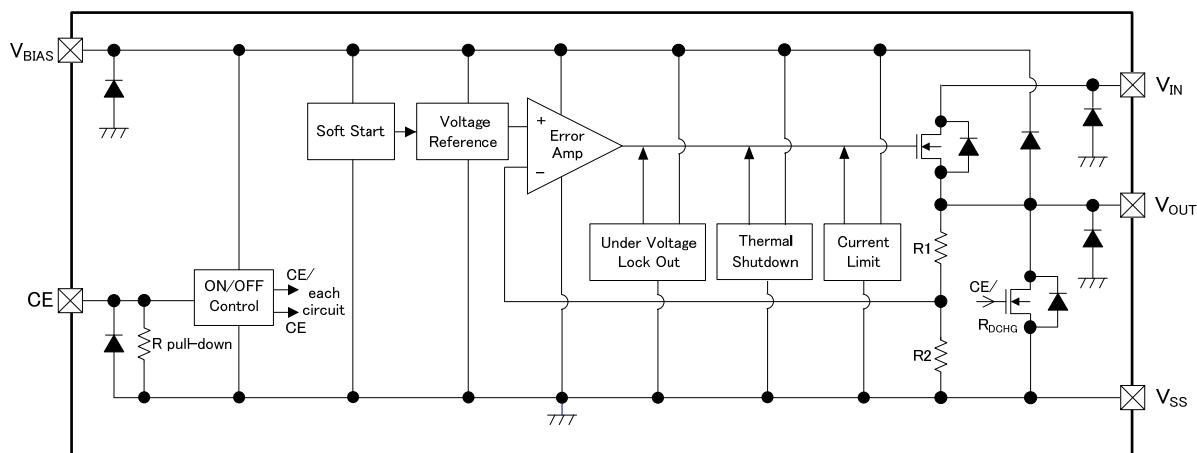 VBIAS
VIN
Soft Start
Voltage
Reference
+
Error
Amp
−
VOUT
Under Voltage
Lock Out
Thermal
Shutdown
Current
Limit
R1
CE
ON/OFF
Control
CE/
each
circuit
CE
CE/
RDCHG
R pull-down
R2
VSS